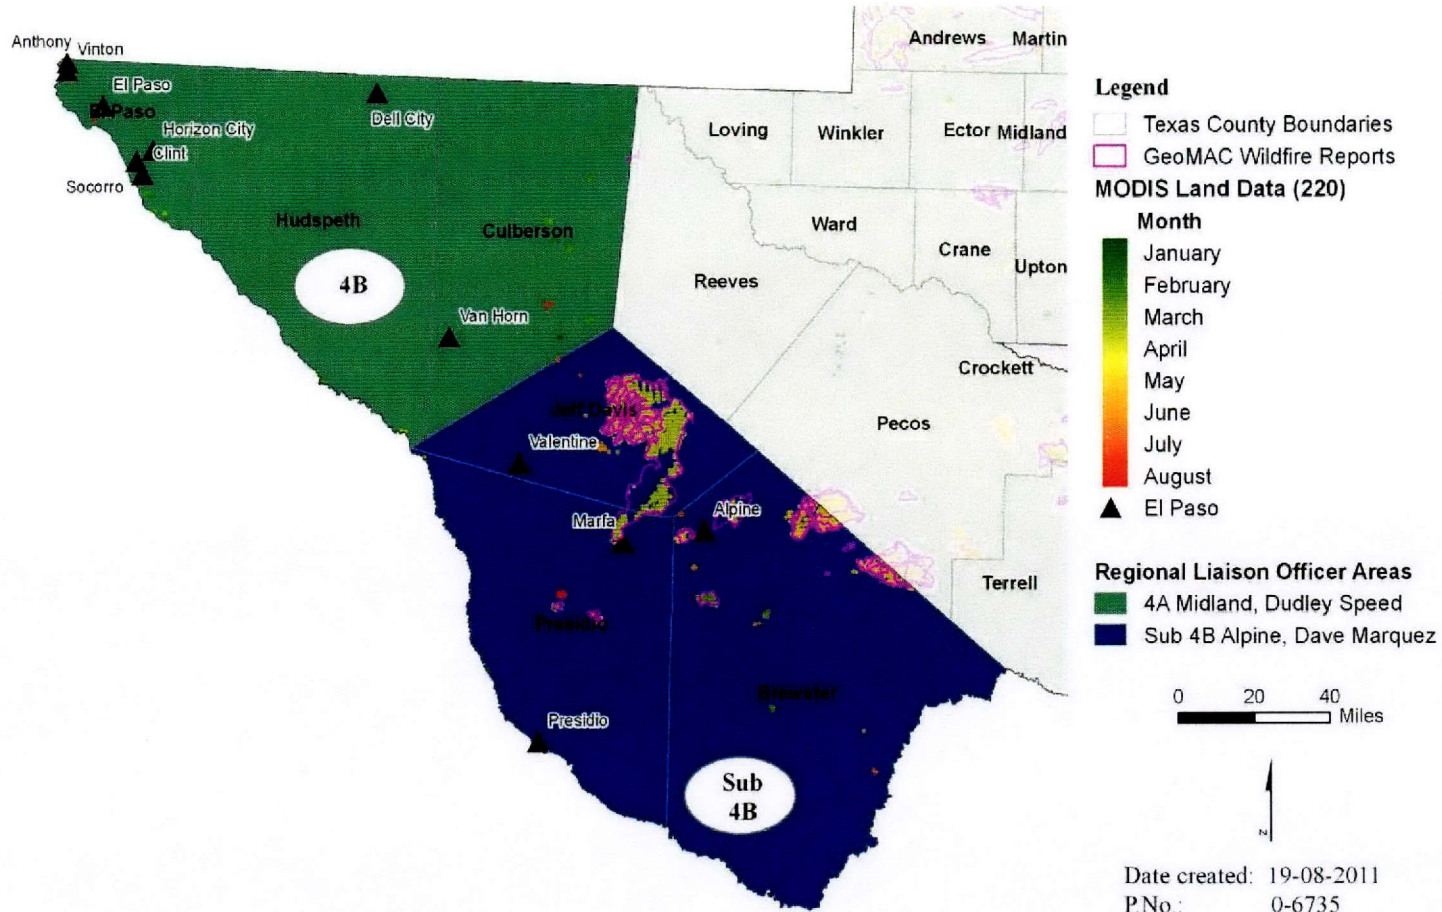 Anthony
Vinton
El Paso
El Paso
Horizon City
Clint
Socorro
Dell City
Hudspeth
Culberson
4B
Van Horn
Andrews
Martin
Loving
Winkler
Ector
Midland
Ward
Crane
Upton
Reeves
Crockett
Pecos
Terrell
Jeff Davis
Valentine
Marfa
Alpine
Presidio
Brewster
Presidio
Sub
4B
Legend
Texas County Boundaries
GeoMAC Wildfire Reports
MODIS Land Data (220)
Month
January
February
March
April
May
June
July
August
El Paso
Regional Liaison Officer Areas
4A Midland, Dudley Speed
Sub 4B Alpine, Dave Marquez
0 20 40
Miles
N
Date created: 19-08-2011
P.No.: 0-6735